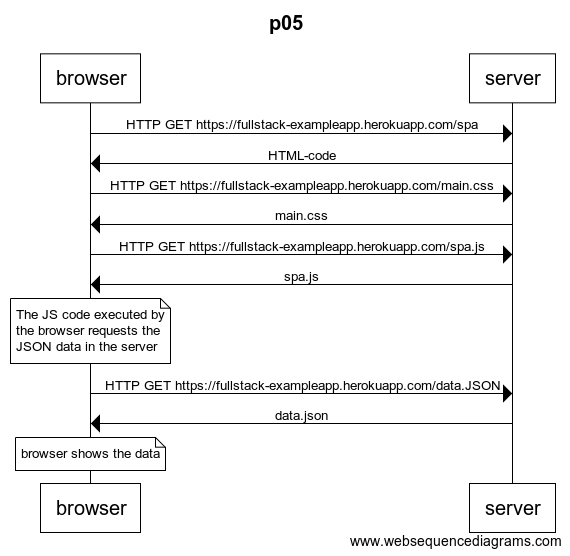 p05
browser
server
HTTP GET https://fullstack-exampleapp.herokuapp.com/spa
HTML-code
HTTP GET https://fullstack-exampleapp.herokuapp.com/main.css
main.css
HTTP GET https://fullstack-exampleapp.herokuapp.com/spa.js
spa.js
The JS code executed by
the browser requests the
JSON data in the server
HTTP GET https://fullstack-exampleapp.herokuapp.com/data.JSON
data.json
browser shows the data
browser
server
www.websequencediagrams.com